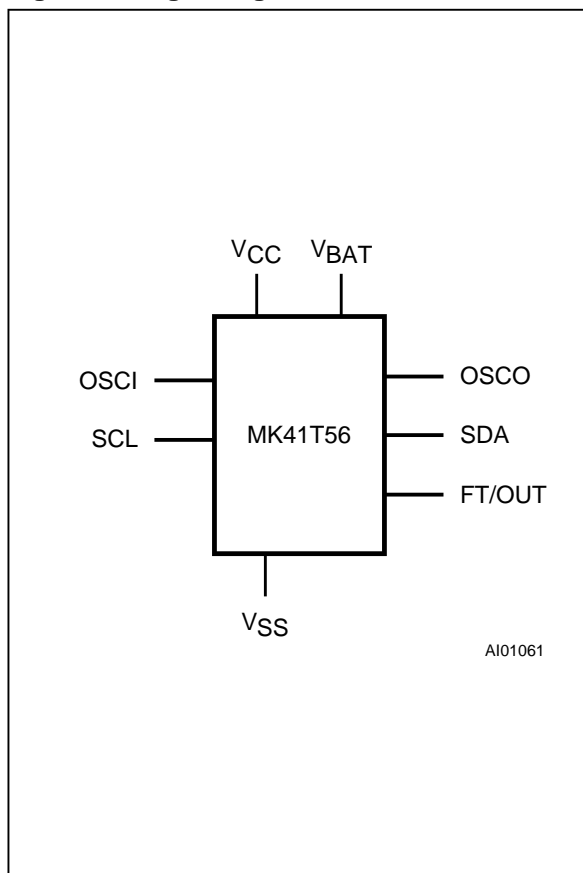 VCC VBAT
OSCI OSCO
SCL MK41T56 SDA
FT/OUT
VSS
AI01061